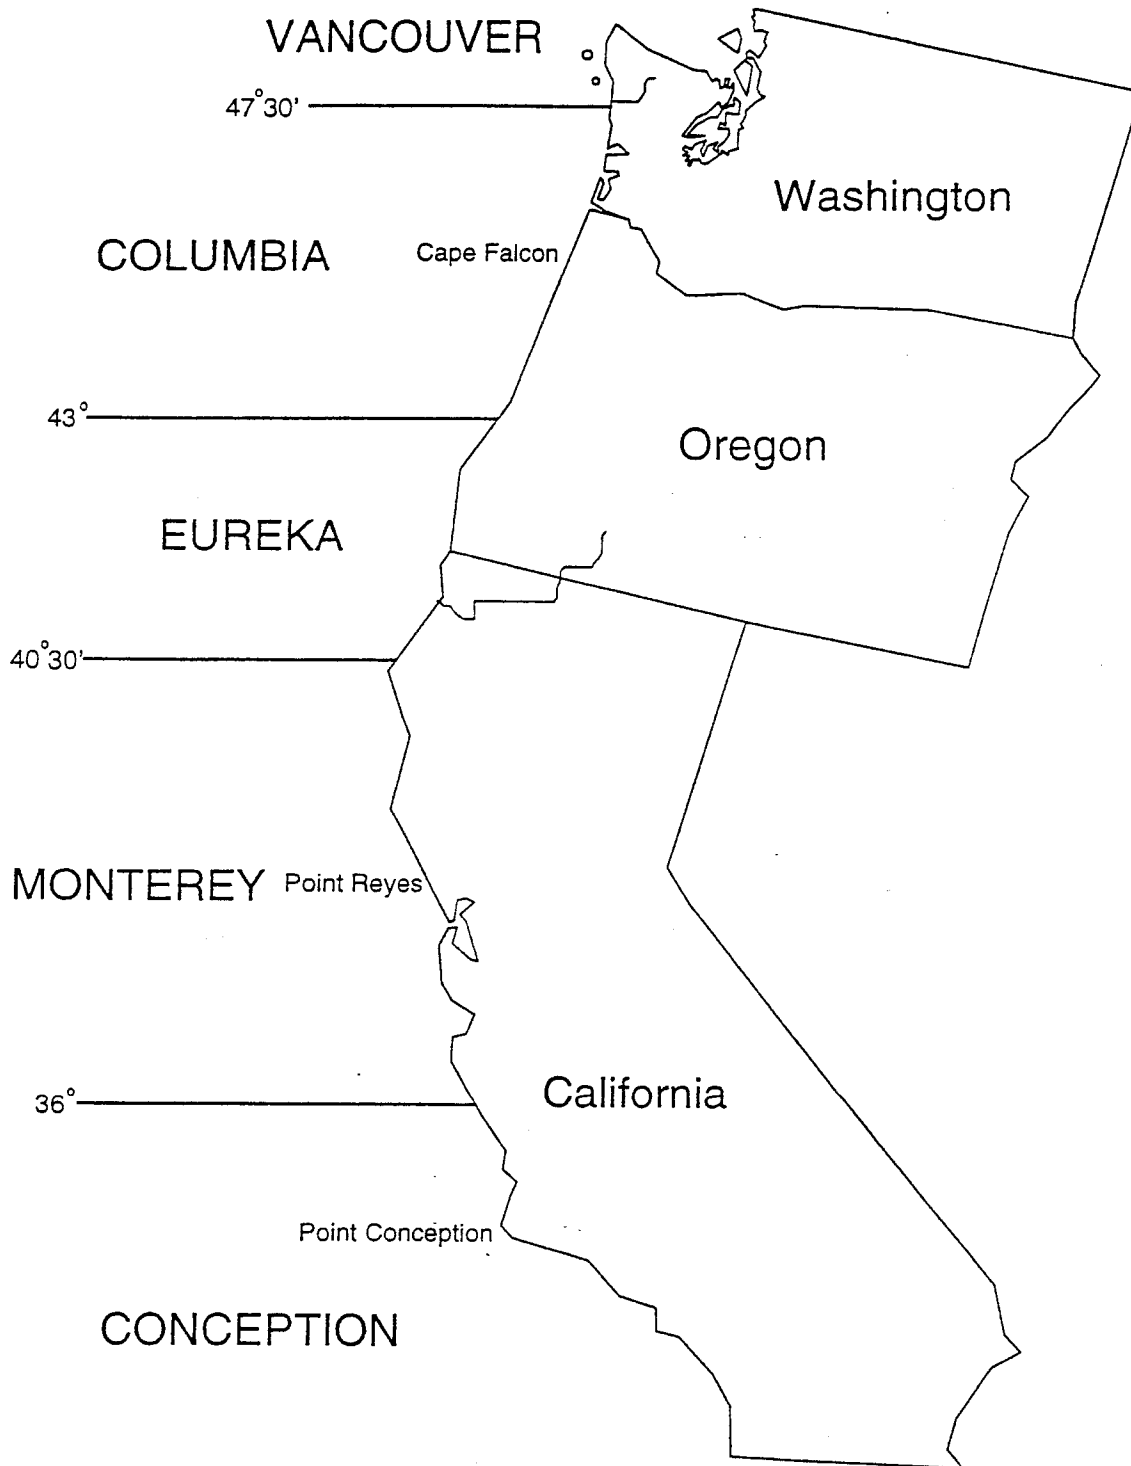 VANCOUVER
47°30'
Washington
COLUMBIA
Cape Falcon
43°
Oregon
EUREKA
40°30'
MONTEREY
Point Reyes
California
36°
Point Conception
CONCEPTION